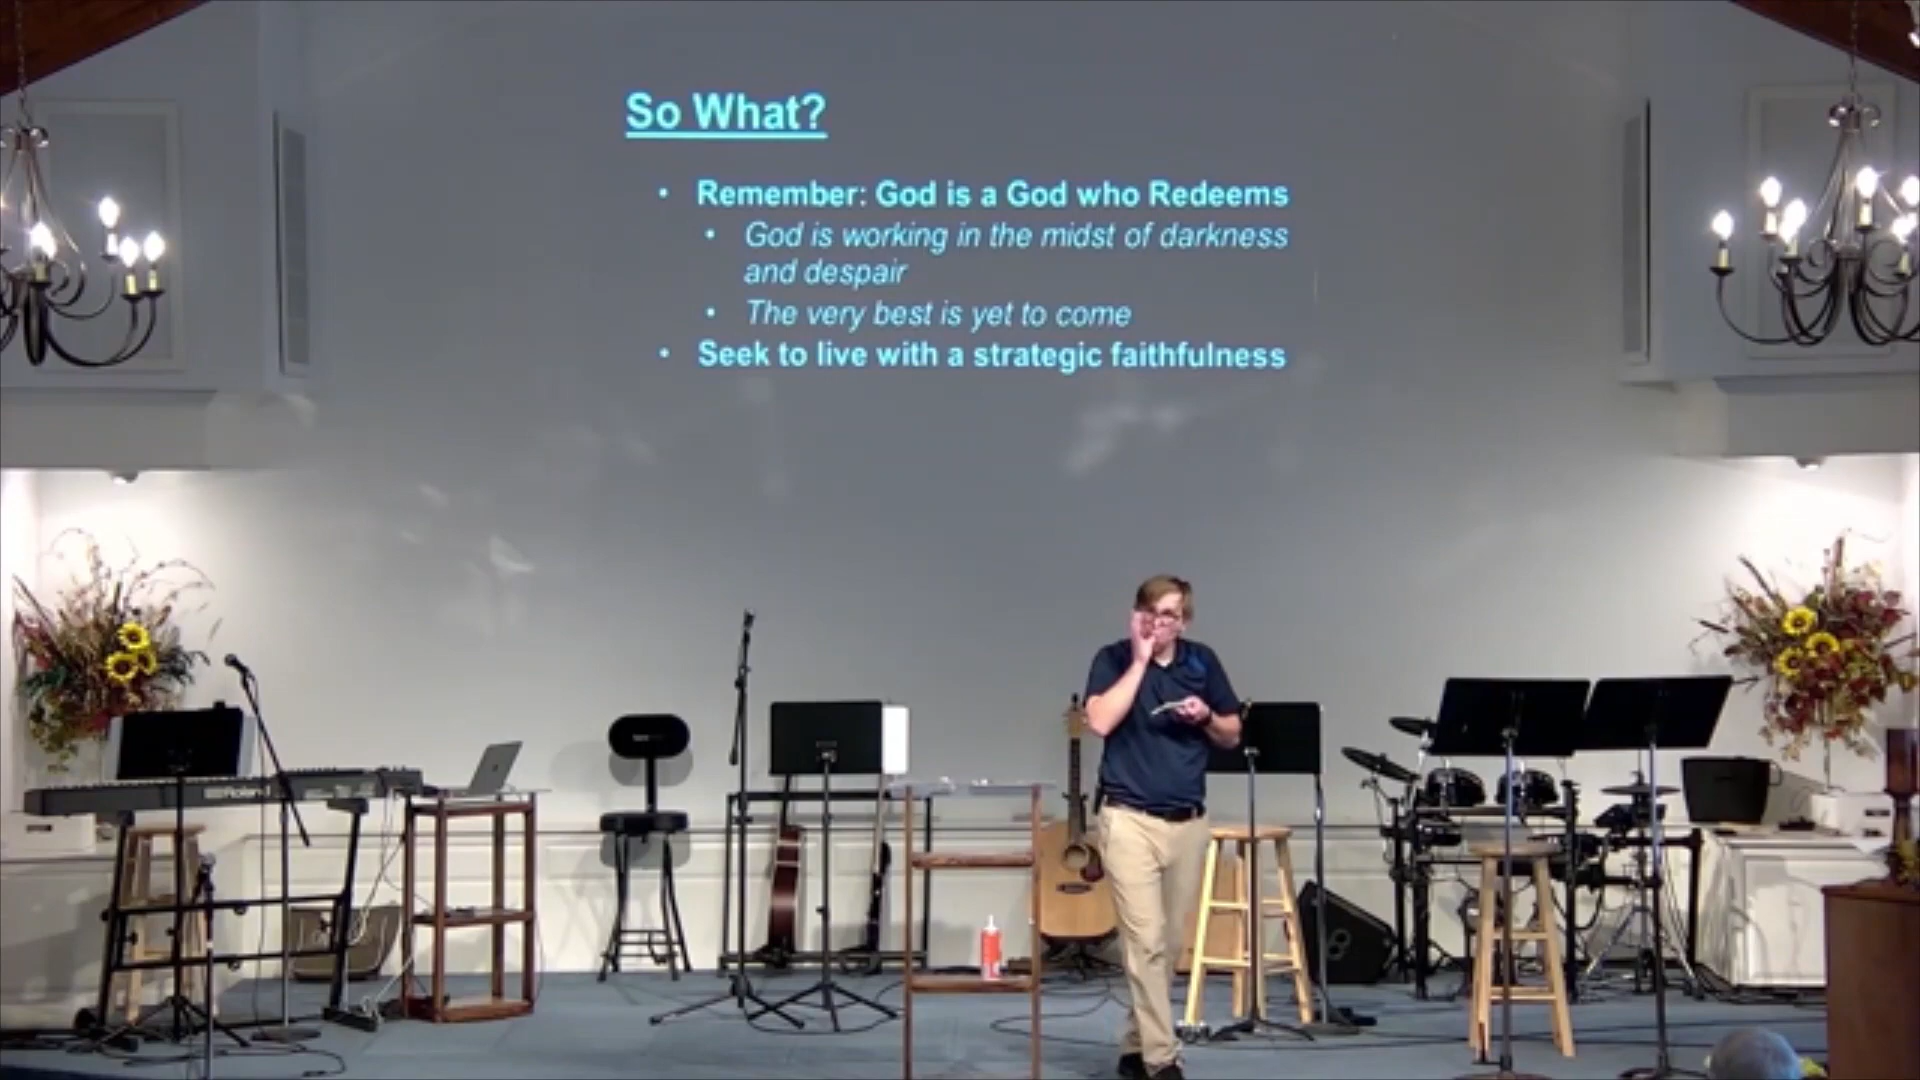 So What?
• Remember: God is a God who Redeems
• God is working in the midst of darkness
and despair
• The very best is yet to come
• Seek to live with a strategic faithfulness
Roland